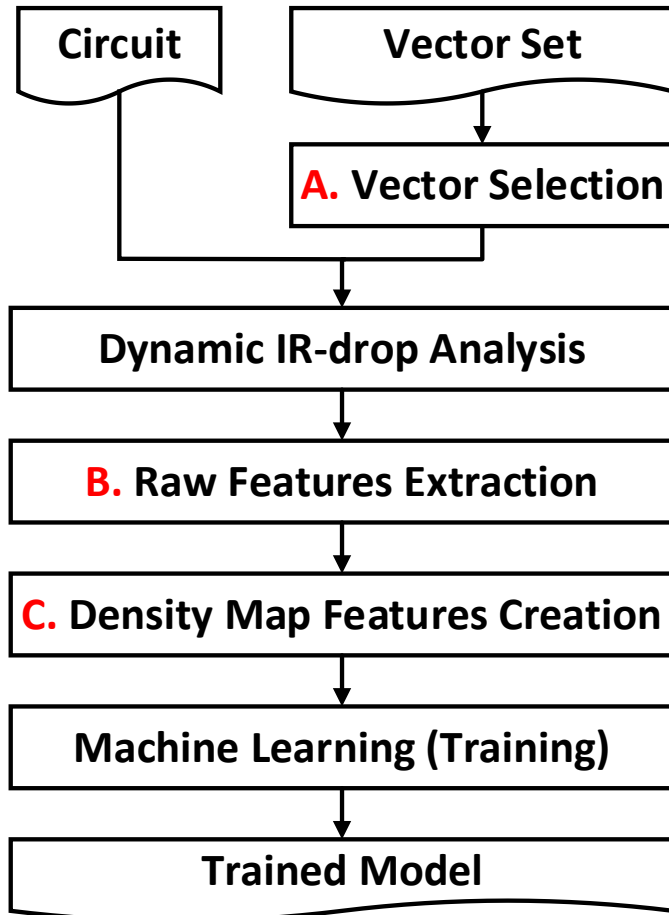 Circuit
Vector Set
A. Vector Selection
Dynamic IR-drop Analysis
B. Raw Features Extraction
C. Density Map Features Creation
Machine Learning (Training)
Trained Model